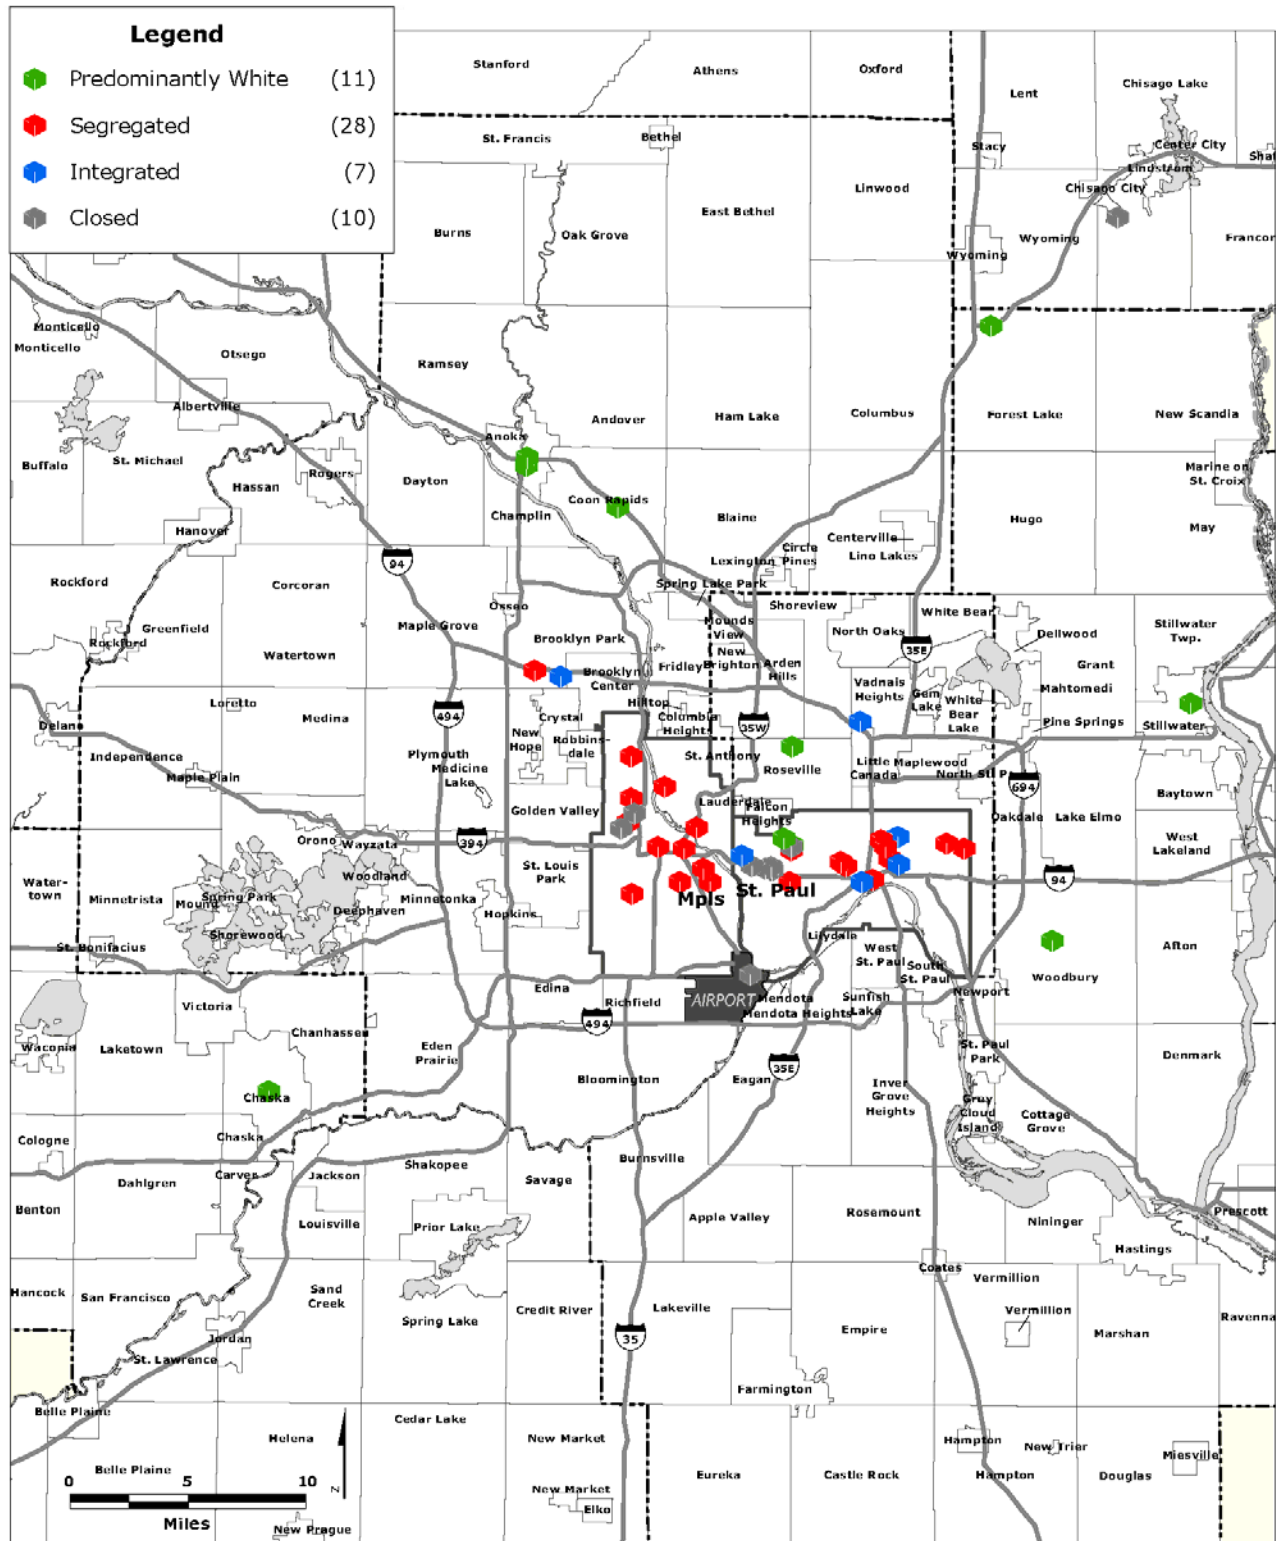 Legend
Predominantly White (11)
Segregated (28)
Integrated (7)
Closed (10)
Stanford
Athens
Oxford
Lent
Chisago Lake
St. Francis
Bethel
Stacy
Center City
Lindstrom
Chisago City
Linwood
East Bethel
Burns
Oak Grove
Wyoming
Wyoming
Monticello
Monticello
Otsego
Ramsey
Albertville
Andover
Ham Lake
Columbus
Forest Lake
New Scandia
Anoka
Buffalo
St. Michael
Rogers
Hassan
Dayton
Coon Rapids
Marine on
St. Croix
Champlin
Blaine
Hugo
May
Hanover
Centerville
Circle
Pines
Lexington
Lino Lakes
94
Rockford
Corcoran
Spring Lake Park
Osseo
Shoreview
White Bear
Greenfield
Maple Grove
Mounds
View
North Oaks
Dellwood
Stillwater
Twp.
Rockford
Brooklyn Park
New
Brighton
35E
Watertown
Fridley
Arden
Hills
Grant
Brooklyn
Center
Vadnais
Heights
Mahtomedi
Loretto
Medina
494
Hilltop
Gem
Lake
White
Bear
Lake
Delano
Crystal
Columbia
Heights
35W
Pine Springs
Stillwater
New
Hope
Robbins-
dale
Independence
Plymouth
St. Anthony
Roseville
Little
Canada
Maplewood
Medicine
Lake
Maple Plain
694
Baytown
Golden Valley
Lauderdale
Falcon
Heights
Oakdale
Lake Elmo
Orono
Wayzata
394
West
Lakeland
St. Louis
Park
Water-
town
Woodland
94
Minnetrista
Mound
Spring Park
Minnetonka
Mpls
St. Paul
Deephaven
Hopkins
Shorewood
Lilydale
St. Bonifacius
West
St. Paul
Afton
South
St. Paul
Woodbury
Edina
Richfield
AIRPORT
Mendota
Mendota Heights
Sunfish
Lake
Newport
Victoria
494
Chanhassen
Waconia
Laketown
Eden
Prairie
St. Paul
Park
Denmark
35E
Bloomington
Eagan
Inver
Grove
Heights
Chaska
Grey
Cloud
Island
Cottage
Grove
Cologne
Chaska
Burnsville
Shakopee
Carver
Jackson
Savage
Dahlgren
Benton
Louisville
Prior Lake
Apple Valley
Rosemount
Nininger
Prescott
Hastings
Coates
Vermillion
Hancock
San Francisco
Sand
Creek
Spring Lake
Credit River
Lakeville
Vermillion
Ravenna
35
Empire
Marshan
Jordan
St. Lawrence
Farmington
Belle Plaine
Cedar Lake
Helena
New Market
Hampton
New Trier
Miesville
Belle Plaine
Eureka
Castle Rock
Hampton
Douglas
0 5 10
Miles
N
New Market
Elko
New Prague